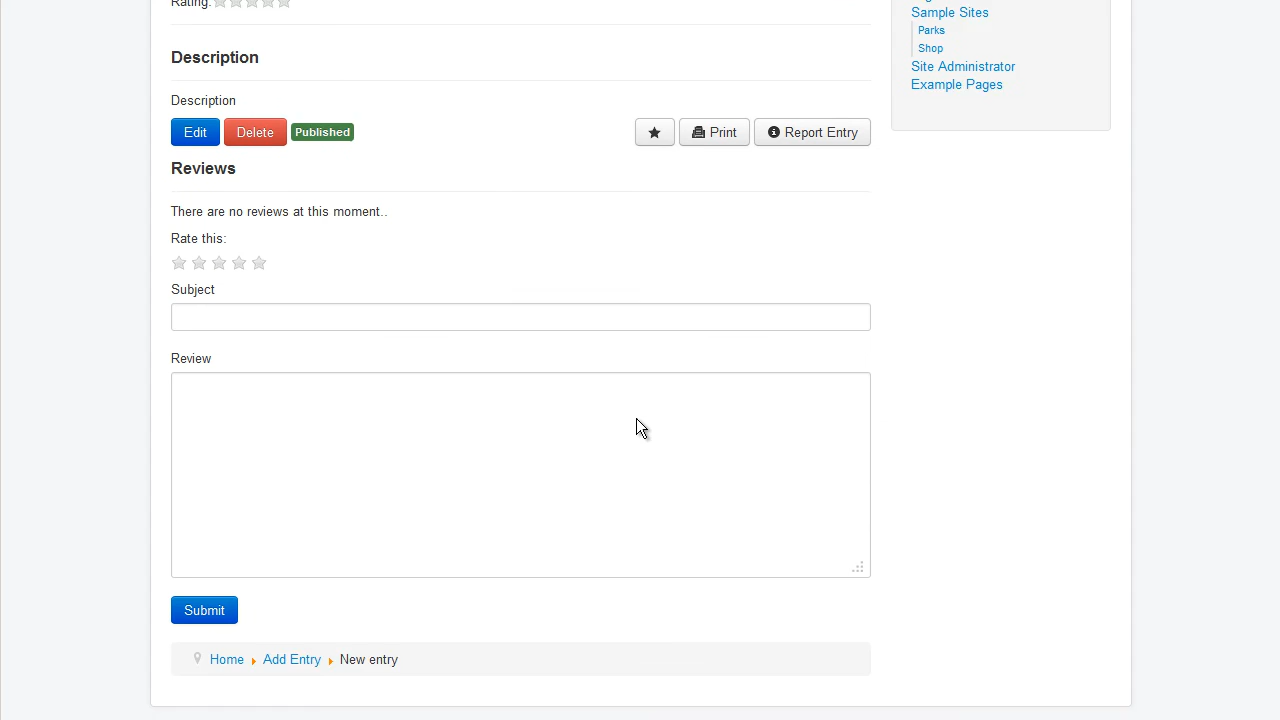 Rating:
Description
Description
Edit Delete Published Print Report Entry
Reviews
There are no reviews at this moment..
Rate this:
Subject
Review
Submit
Home Add Entry New entry
Sample Sites
Parks
Shop
Site Administrator
Example Pages